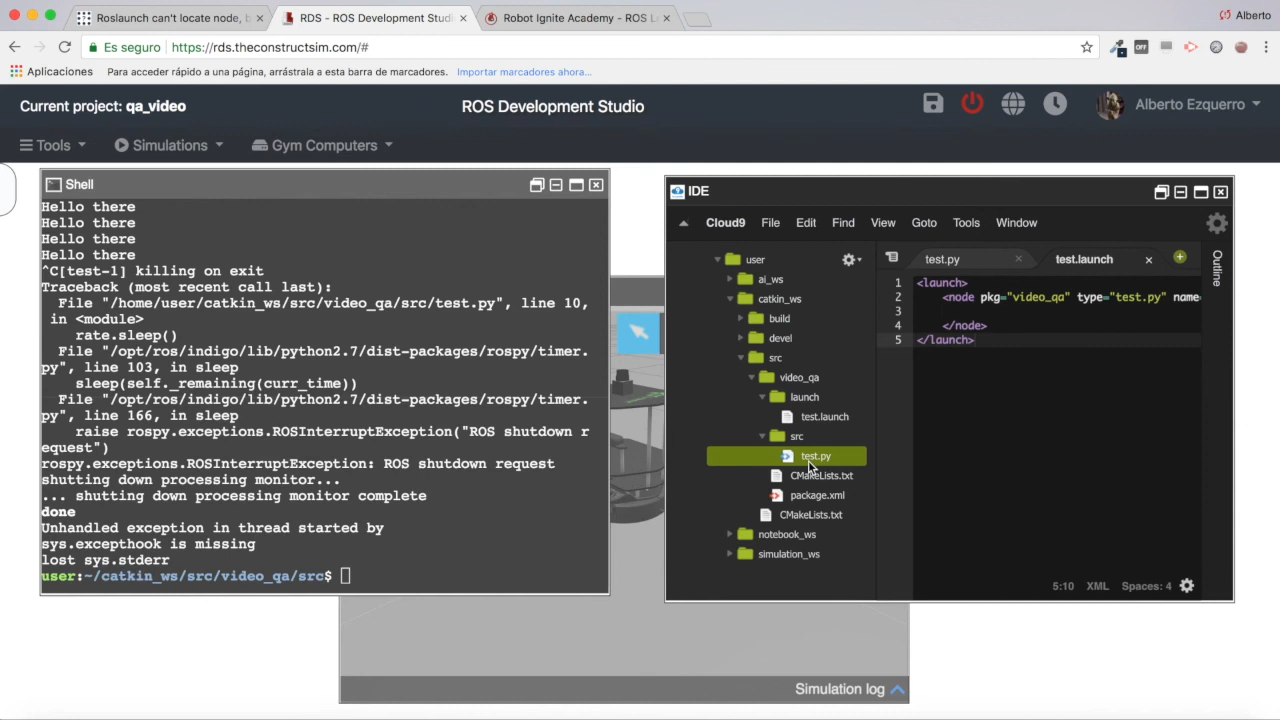 Roslaunch can't locate node, b
RDS - ROS Development Studi
Robot Ignite Academy - ROS L
Alberto
Es seguro
https://rds.theconstructsim.com/#
OFF
Aplicaciones
Para acceder rápido a una página, arrástrala a esta barra de marcadores.
Importar marcadores ahora...
Current project: qa_video
ROS Development Studio
Alberto Ezquerro
Tools
Simulations
Gym Computers
Shell
Hello there
Hello there
Hello there
Hello there
^C[test-1] killing on exit
Traceback (most recent call last):
File "/home/user/catkin_ws/src/video_qa/src/test.py", line 10,
in <module>
rate.sleep()
File "/opt/ros/indigo/lib/python2.7/dist-packages/rospy/timer.
py", line 103, in sleep
sleep(self._remaining(curr_time))
File "/opt/ros/indigo/lib/python2.7/dist-packages/rospy/timer.
py", line 166, in sleep
raise rospy.exceptions.ROSInterruptException("ROS shutdown r
equest")
rospy.exceptions.ROSInterruptException: ROS shutdown request
shutting down processing monitor...
... shutting down processing monitor complete
done
Unhandled exception in thread started by
sys.excepthook is missing
lost sys.stderr
user:~/catkin_ws/src/video_qa/src$
IDE
Cloud9
File
Edit
Find
View
Goto
Tools
Window
user
ai_ws
catkin_ws
build
devel
src
video_qa
launch
test.launch
src
test.py
CMakeLists.txt
package.xml
CMakeLists.txt
notebook_ws
simulation_ws
test.py
test.launch
Outline
1 <launch>
2 <node pkg="video_qa" type="test.py" name=
3
4 </node>
5 </launch>
5:10
XML
Spaces: 4
Simulation log